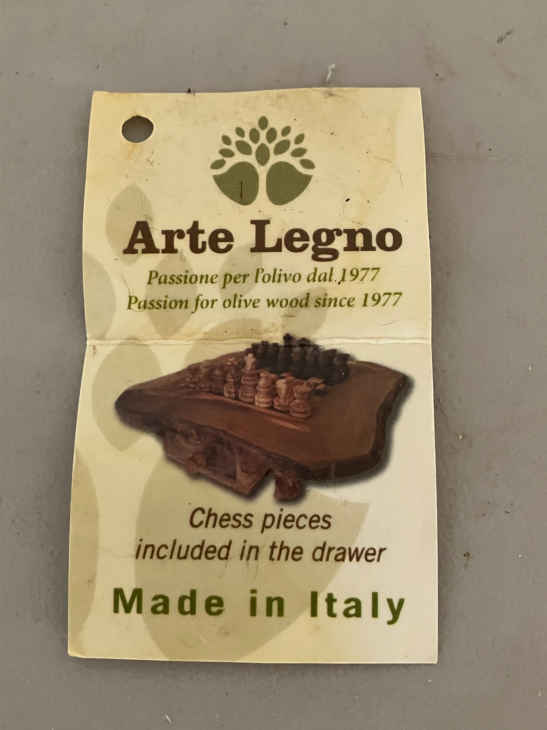 Arte Legno
Passione per l'olivo dal 1977
Passion for olive wood since 1977
Chess pieces
included in the drawer
Made in Italy